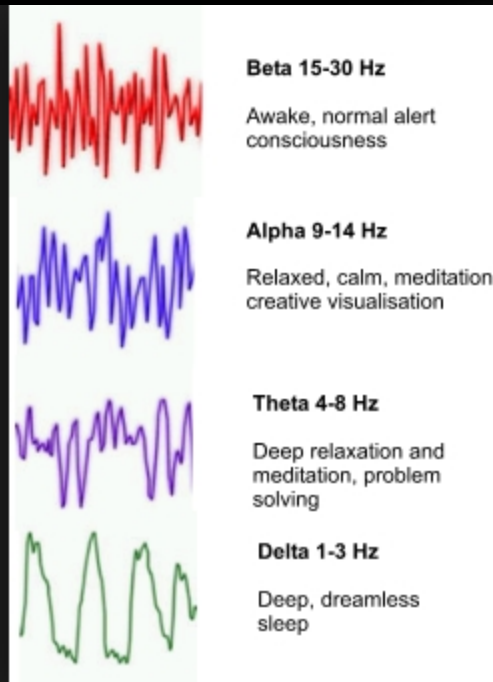 Beta 15-30 Hz
Awake, normal alert
consciousness
Alpha 9-14 Hz
Relaxed, calm, meditation
creative visualisation
Theta 4-8 Hz
Deep relaxation and
meditation, problem
solving
Delta 1-3 Hz
Deep, dreamless
sleep